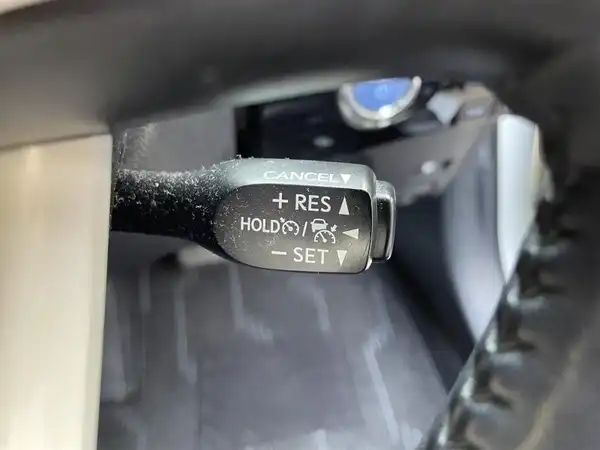 CANCEL▼
+ RES ▲
HOLD / ◄
− SET ▼